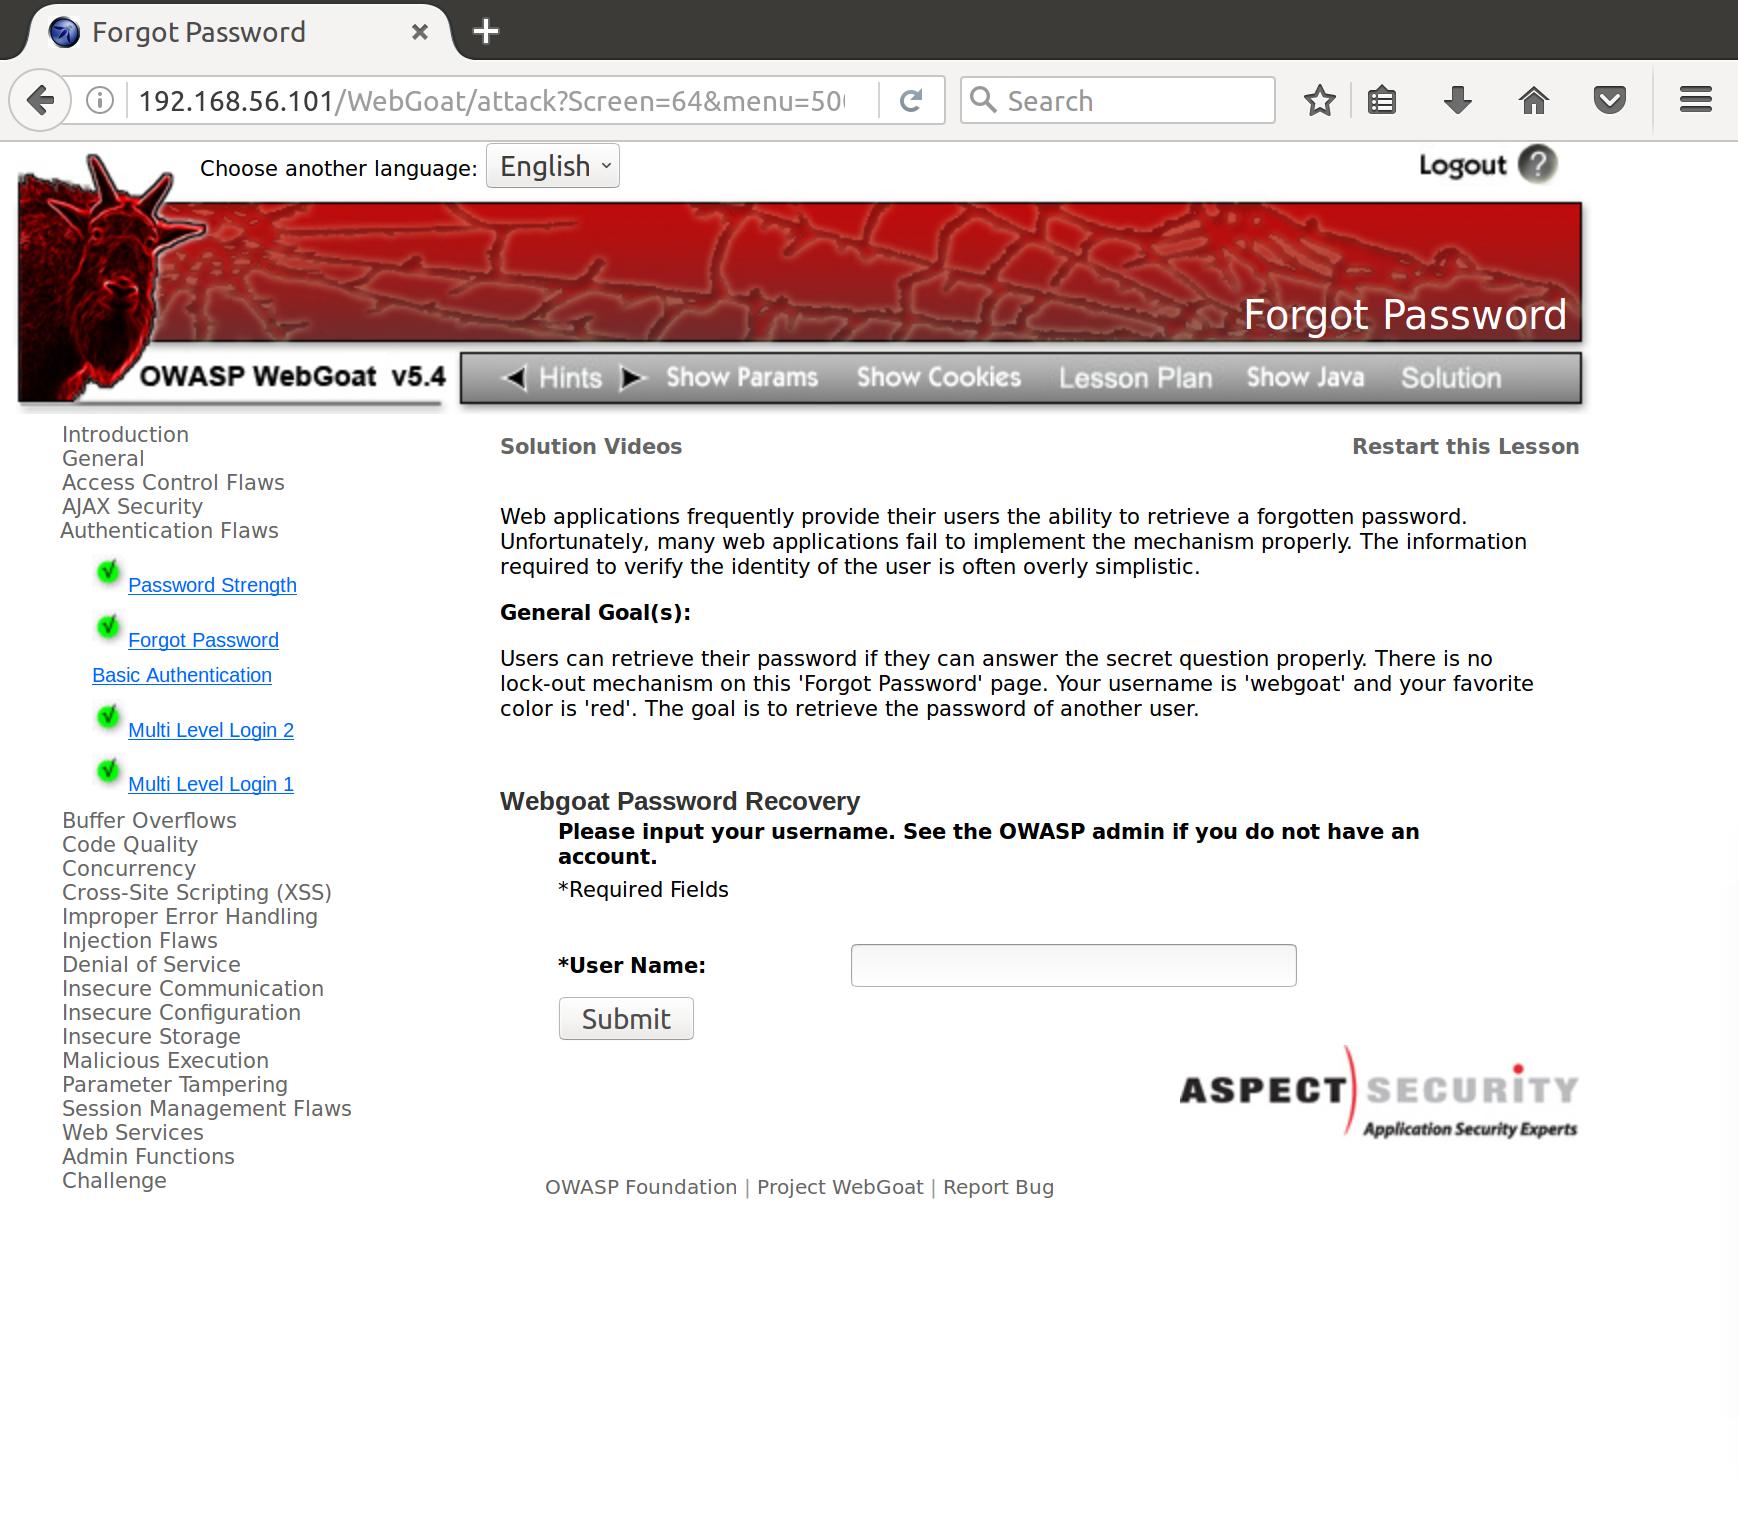 Forgot Password
192.168.56.101/WebGoat/attack?Screen=64&menu=50
Search
Choose another language: English
Logout ?
Forgot Password
OWASP WebGoat v5.4
Hints Show Params Show Cookies Lesson Plan Show Java Solution
Introduction
General
Access Control Flaws
AJAX Security
Authentication Flaws
Password Strength
Forgot Password
Basic Authentication
Multi Level Login 2
Multi Level Login 1
Buffer Overflows
Code Quality
Concurrency
Cross-Site Scripting (XSS)
Improper Error Handling
Injection Flaws
Denial of Service
Insecure Communication
Insecure Configuration
Insecure Storage
Malicious Execution
Parameter Tampering
Session Management Flaws
Web Services
Admin Functions
Challenge
Solution Videos Restart this Lesson
Web applications frequently provide their users the ability to retrieve a forgotten password.
Unfortunately, many web applications fail to implement the mechanism properly. The information
required to verify the identity of the user is often overly simplistic.
General Goal(s):
Users can retrieve their password if they can answer the secret question properly. There is no
lock-out mechanism on this 'Forgot Password' page. Your username is 'webgoat' and your favorite
color is 'red'. The goal is to retrieve the password of another user.
Webgoat Password Recovery
Please input your username. See the OWASP admin if you do not have an
account.
*Required Fields
*User Name:
Submit
ASPECT SECURITY
Application Security Experts
OWASP Foundation | Project WebGoat | Report Bug